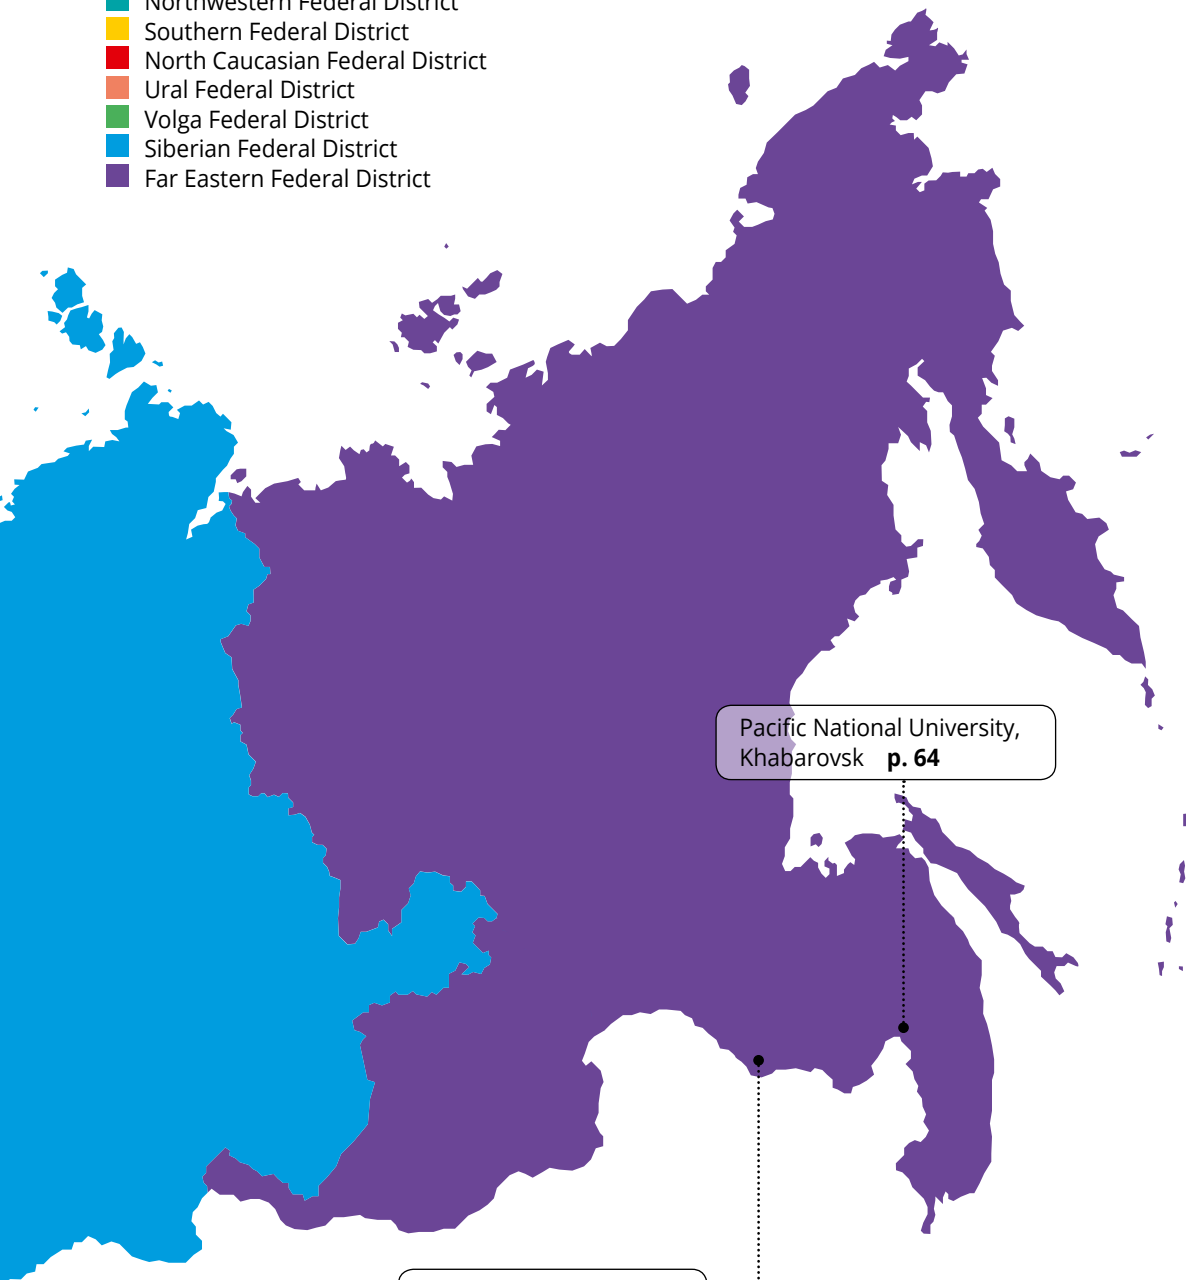 Northwestern Federal District
Southern Federal District
North Caucasian Federal District
Ural Federal District
Volga Federal District
Siberian Federal District
Far Eastern Federal District
Pacific National University,
Khabarovsk p. 64